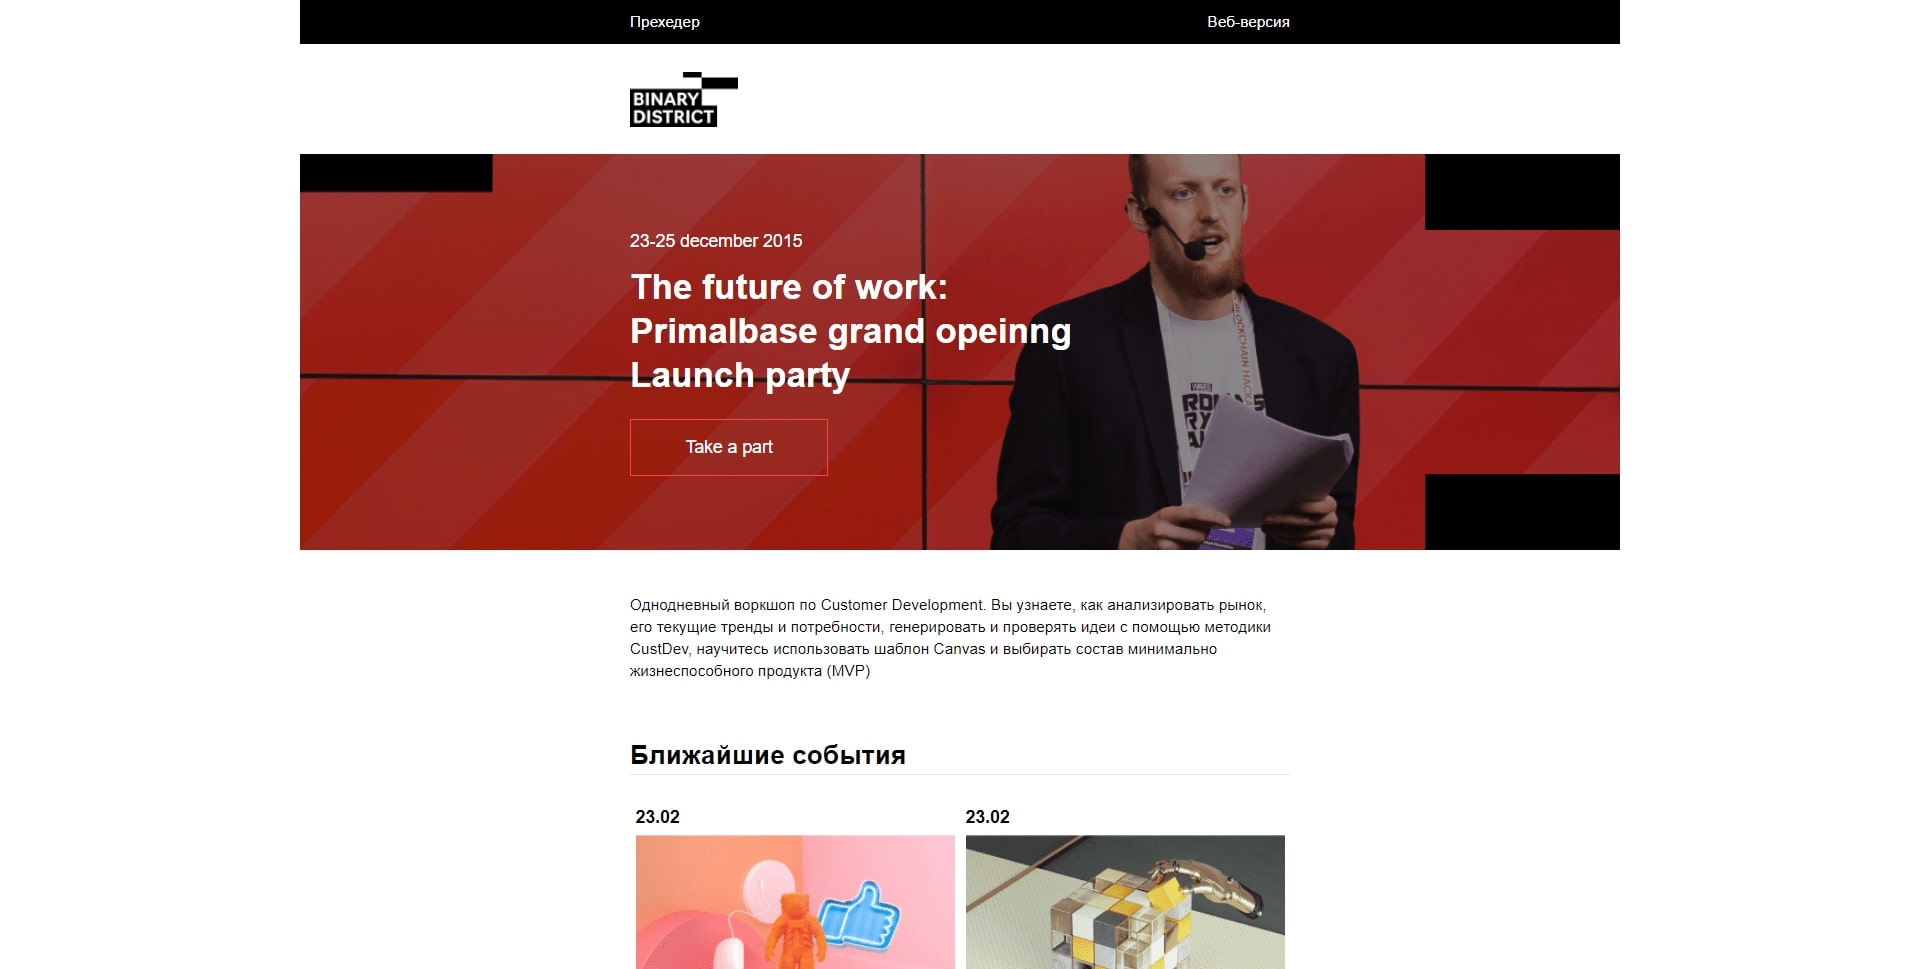 Прехедер
Веб-версия
BINARY
DISTRICT
23-25 december 2015
The future of work:
Primalbase grand opeinng
Launch party
Take a part
WAVES
Однодневный воркшоп по Customer Development. Вы узнаете, как анализировать рынок,
его текущие тренды и потребности, генерировать и проверять идеи с помощью методики
CustDev, научитесь использовать шаблон Canvas и выбирать состав минимально
жизнеспособного продукта (MVP)
Ближайшие события
23.02
23.02